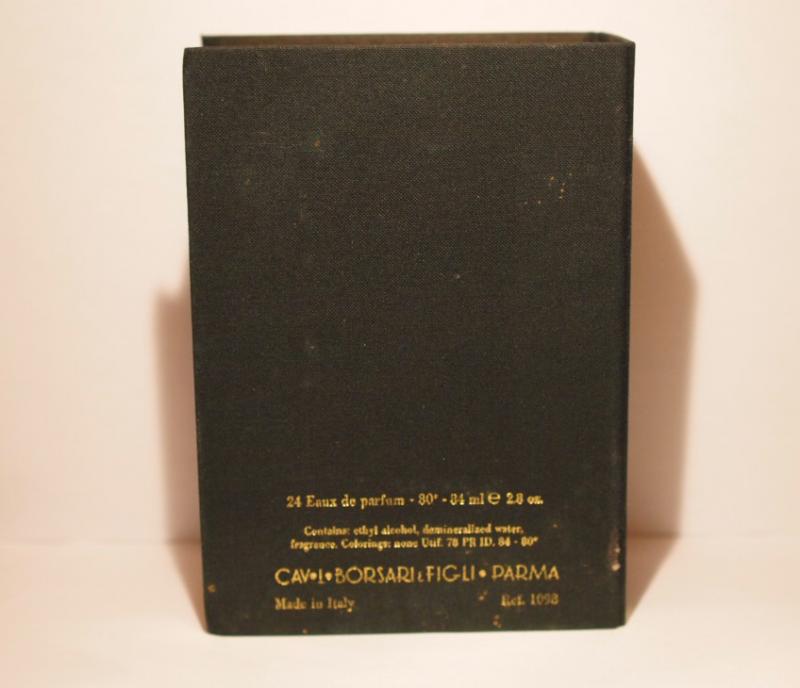 24 Eaux de parfum - 80° - 84 ml ℮ 2.8 oz.
Contains: ethyl alcohol, demineralized water,
fragrance. Colorings: none Utif. 78 PR ID. 84 - 80°
CAV•L•BORSARI & FIGLI • PARMA
Made in Italy
Ref. 1098